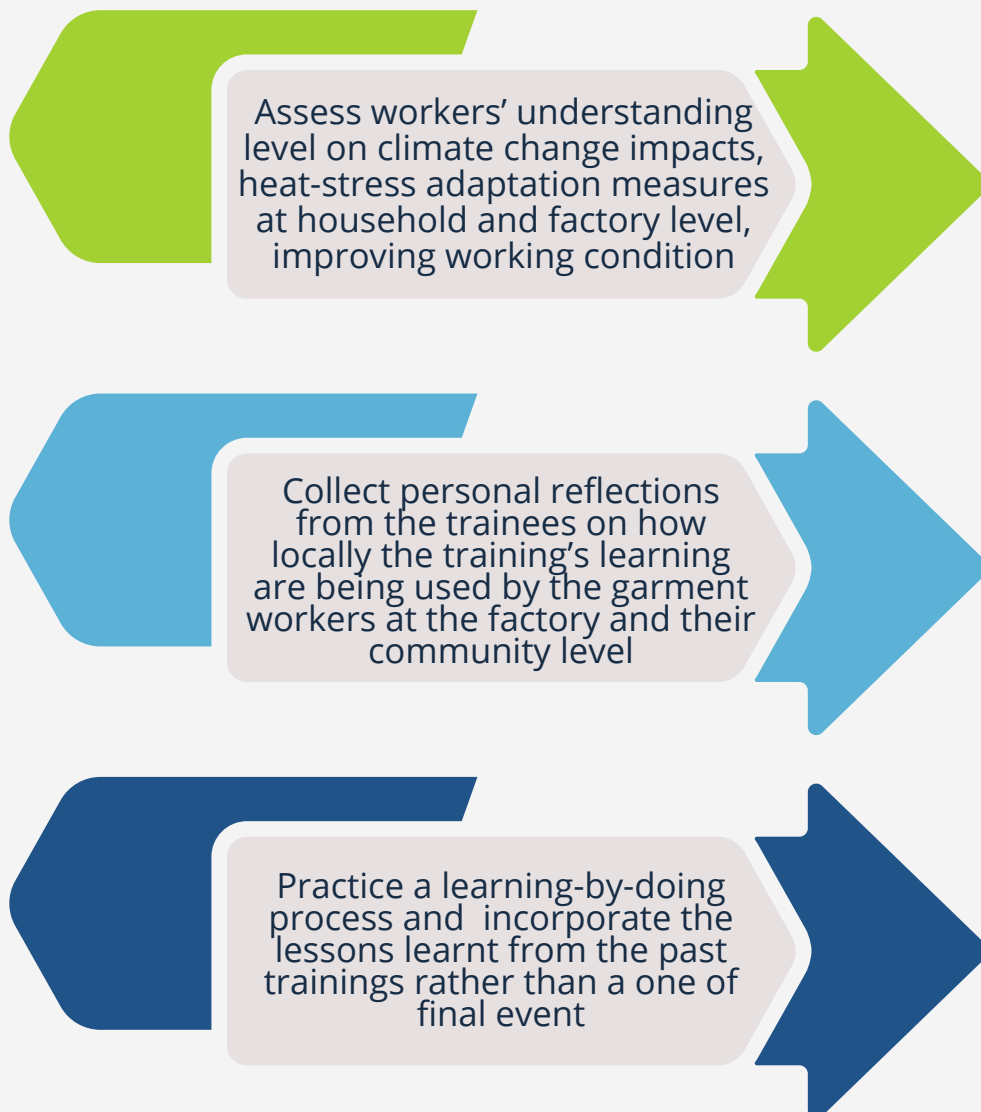 Assess workers’ understanding
level on climate change impacts,
heat-stress adaptation measures
at household and factory level,
improving working condition
Collect personal reflections
from the trainees on how
locally the training’s learning
are being used by the garment
workers at the factory and their
community level
Practice a learning-by-doing
process and  incorporate the
lessons learnt from the past
trainings rather than a one of
final event